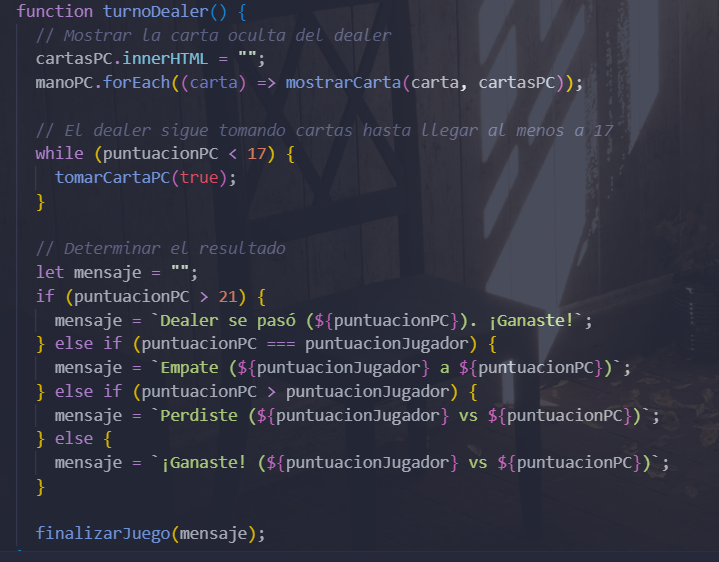 function turnoDealer() {
// Mostrar la carta oculta del dealer
cartasPC.innerHTML = "";
manoPC.forEach((carta) => mostrarCarta(carta, cartasPC));
// El dealer sigue tomando cartas hasta llegar al menos a 17
while (puntuacionPC < 17) {
tomarCartaPC(true);
}
// Determinar el resultado
let mensaje = "";
if (puntuacionPC > 21) {
mensaje = `Dealer se pasó (${puntuacionPC}). ¡Ganaste!`;
} else if (puntuacionPC === puntuacionJugador) {
mensaje = `Empate (${puntuacionJugador} a ${puntuacionPC})`;
} else if (puntuacionPC > puntuacionJugador) {
mensaje = `Perdiste (${puntuacionJugador} vs ${puntuacionPC})`;
} else {
mensaje = `¡Ganaste! (${puntuacionJugador} vs ${puntuacionPC})`;
}
finalizarJuego(mensaje);